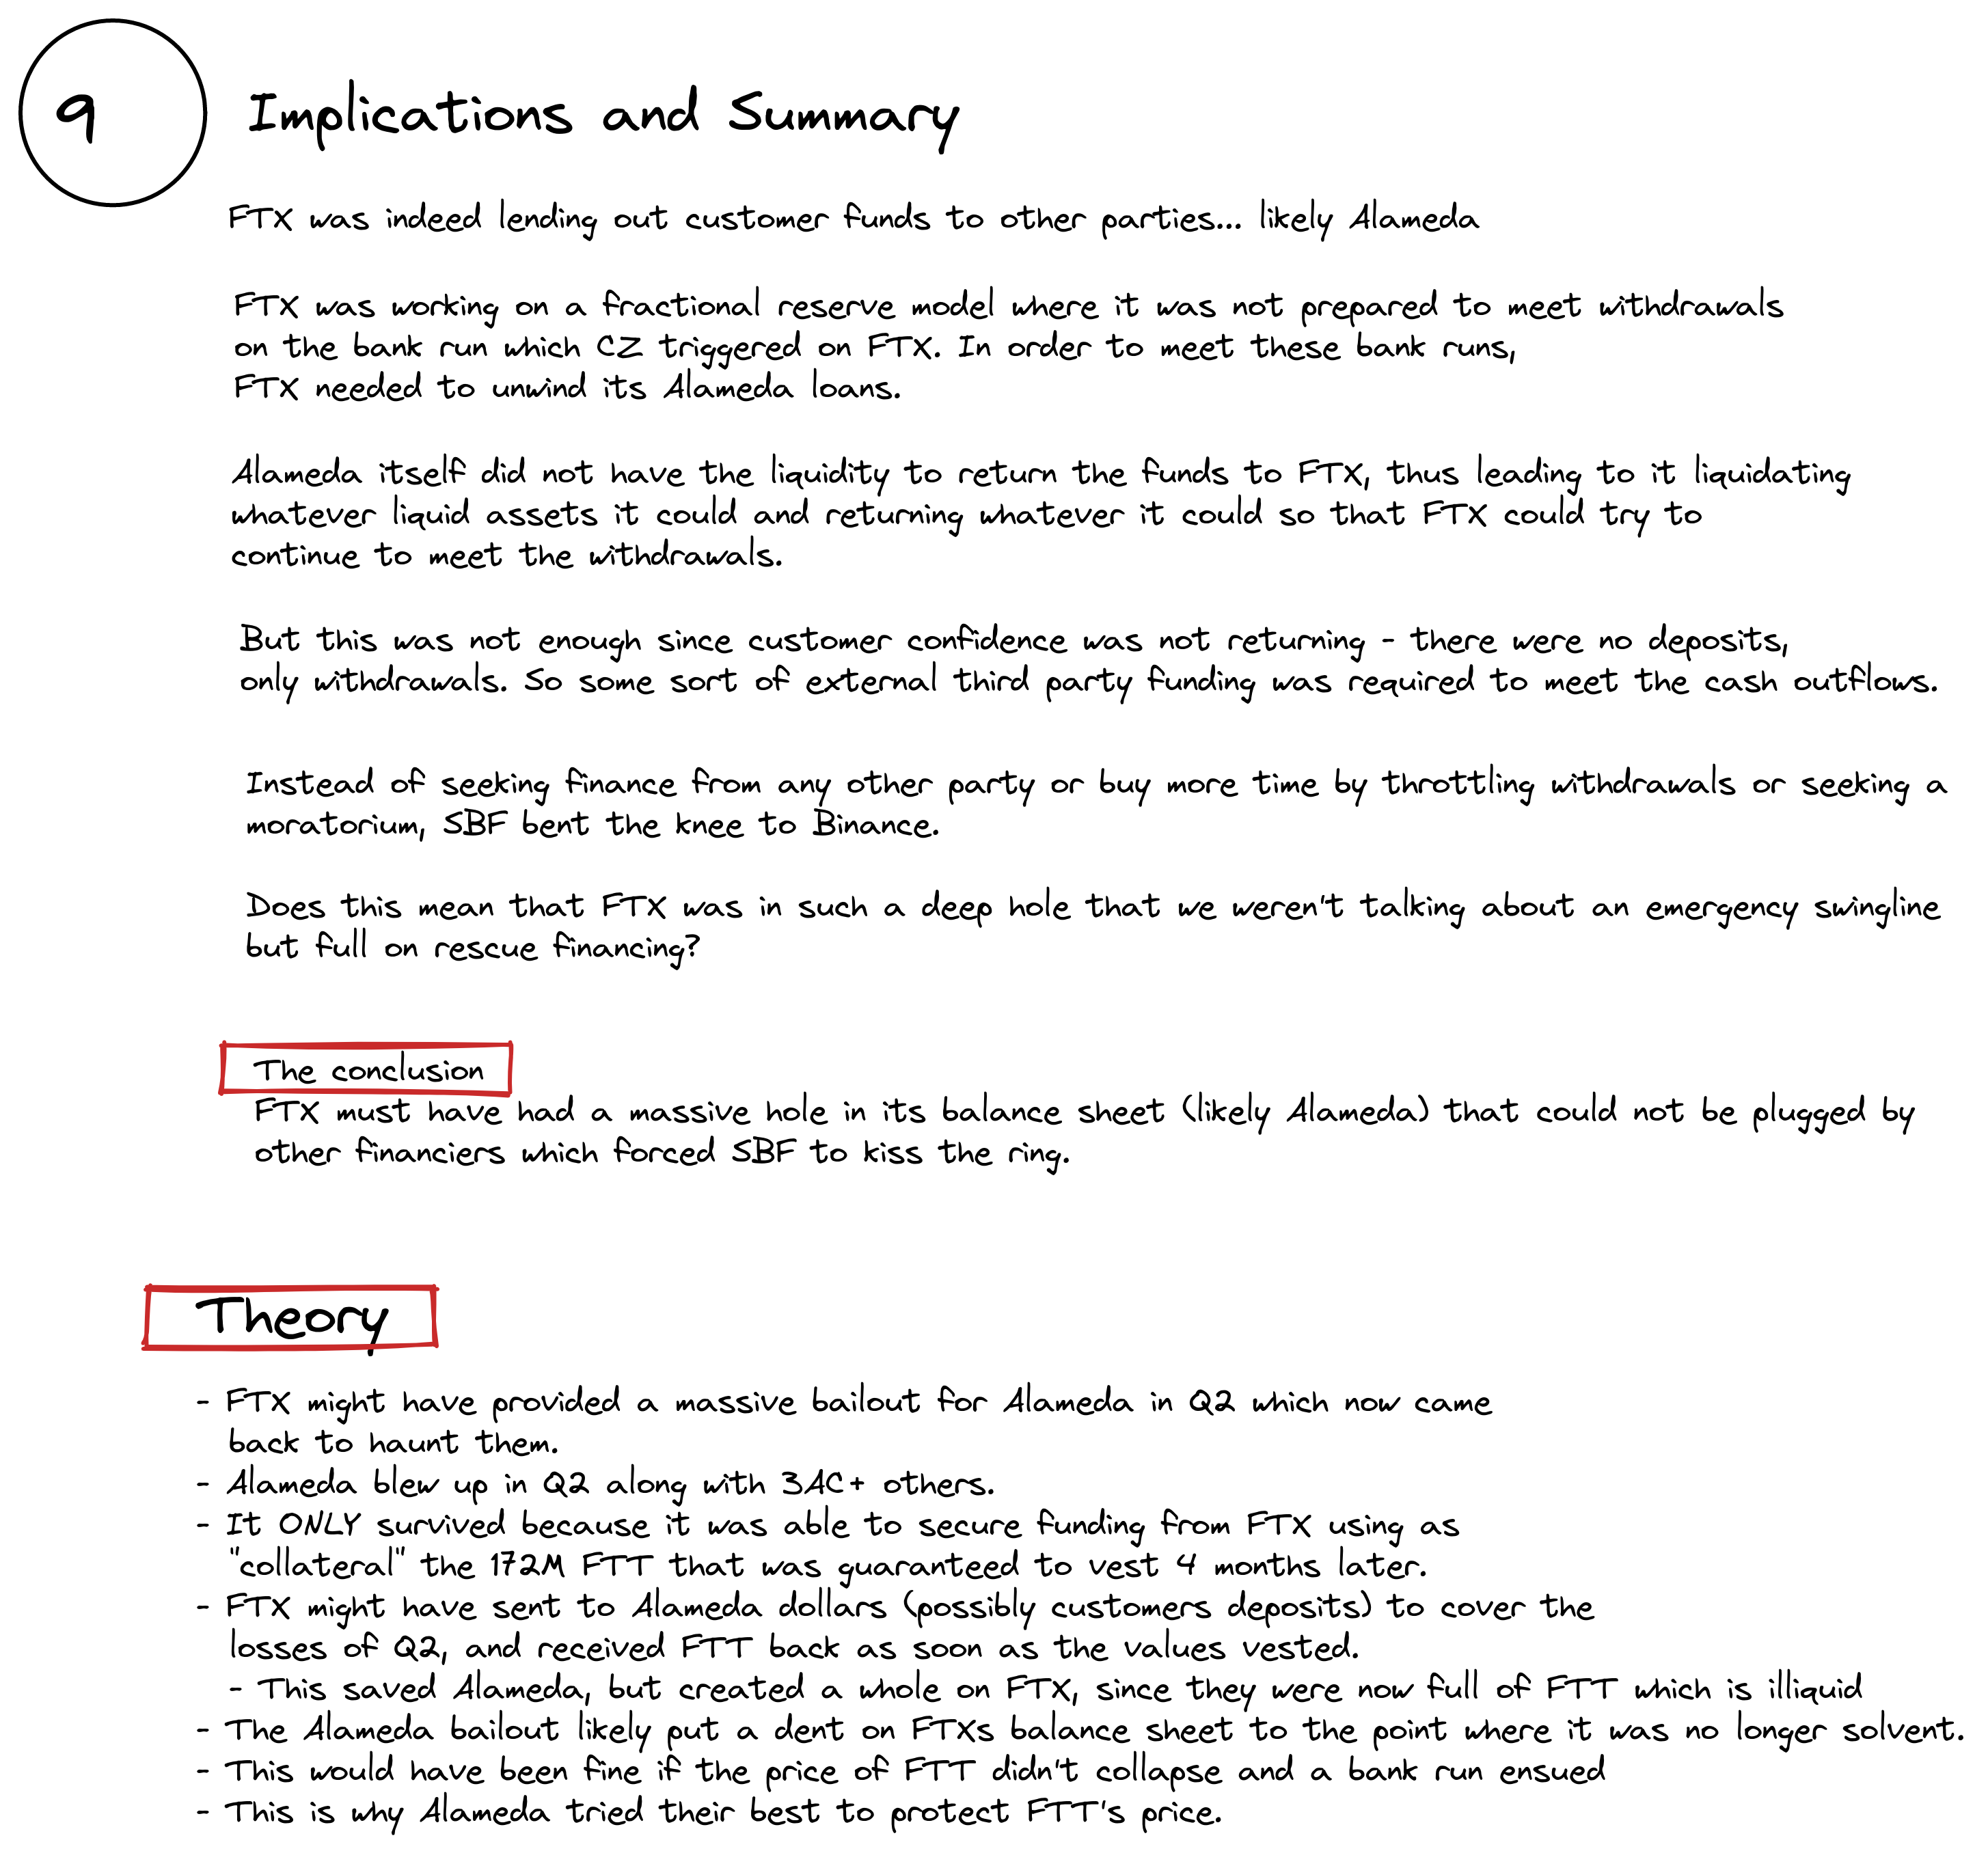 9
Implications and Summary
FTX was indeed lending out customer funds to other parties... likely Alameda
FTX was working on a fractional reserve model where it was not prepared to meet withdrawals
on the bank run which CZ triggered on FTX. In order to meet these bank runs,
FTX needed to unwind its Alameda loans.
Alameda itself did not have the liquidity to return the funds to FTX, thus leading to it liquidating
whatever liquid assets it could and returning whatever it could so that FTX could try to
continue to meet the withdrawals.
But this was not enough since customer confidence was not returning - there were no deposits,
only withdrawals. So some sort of external third party funding was required to meet the cash outflows.
Instead of seeking finance from any other party or buy more time by throttling withdrawals or seeking a
moratorium, SBF bent the knee to Binance.
Does this mean that FTX was in such a deep hole that we weren't talking about an emergency swingline
but full on rescue financing?
The conclusion
FTX must have had a massive hole in its balance sheet (likely Alameda) that could not be plugged by
other financiers which forced SBF to kiss the ring.
Theory
- FTX might have provided a massive bailout for Alameda in Q2 which now came
back to haunt them.
- Alameda blew up in Q2 along with 3AC+ others.
- It ONLY survived because it was able to secure funding from FTX using as
"collateral" the 172M FTT that was guaranteed to vest 4 months later.
- FTX might have sent to Alameda dollars (possibly customers deposits) to cover the
losses of Q2, and received FTT back as soon as the values vested.
- This saved Alameda, but created a whole on FTX, since they were now full of FTT which is illiquid
- The Alameda bailout likely put a dent on FTXs balance sheet to the point where it was no longer solvent.
- This would have been fine if the price of FTT didn't collapse and a bank run ensued
- This is why Alameda tried their best to protect FTT's price.